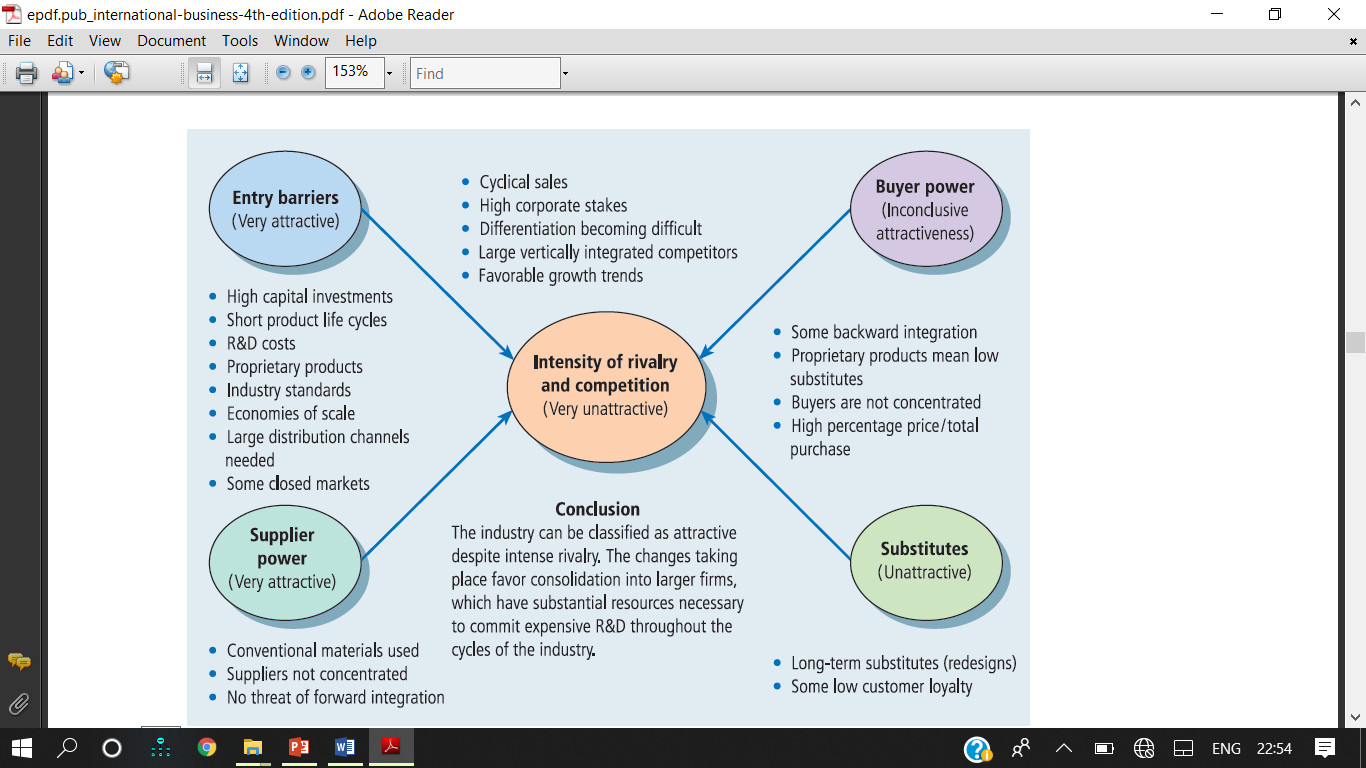 epdf.pub_international-business-4th-edition.pdf - Adobe Reader
File Edit View Document Tools Window Help
153%
Find
Entry barriers
(Very attractive)
• High capital investments
• Short product life cycles
• R&D costs
• Proprietary products
• Industry standards
• Economies of scale
• Large distribution channels
needed
• Some closed markets
• Cyclical sales
• High corporate stakes
• Differentiation becoming difficult
• Large vertically integrated competitors
• Favorable growth trends
Buyer power
(Inconclusive
attractiveness)
• Some backward integration
• Proprietary products mean low
substitutes
• Buyers are not concentrated
• High percentage price/total
purchase
Intensity of rivalry
and competition
(Very unattractive)
Supplier
power
(Very attractive)
• Conventional materials used
• Suppliers not concentrated
• No threat of forward integration
Conclusion
The industry can be classified as attractive
despite intense rivalry. The changes taking
place favor consolidation into larger firms,
which have substantial resources necessary
to commit expensive R&D throughout the
cycles of the industry.
Substitutes
(Unattractive)
• Long-term substitutes (redesigns)
• Some low customer loyalty
ENG 22:54